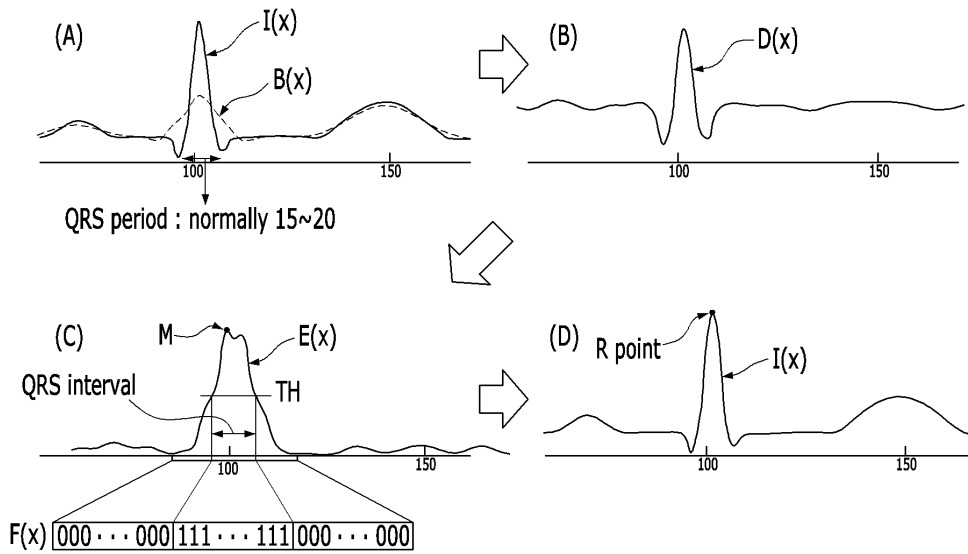 (A)
I(x)
B(x)
100
150
QRS period : normally 15~20
(B)
D(x)
100
150
(C)
M
E(x)
QRS interval
TH
100
150
F(x) 000···000 111···111 000···000
(D)
R point
I(x)
100
150